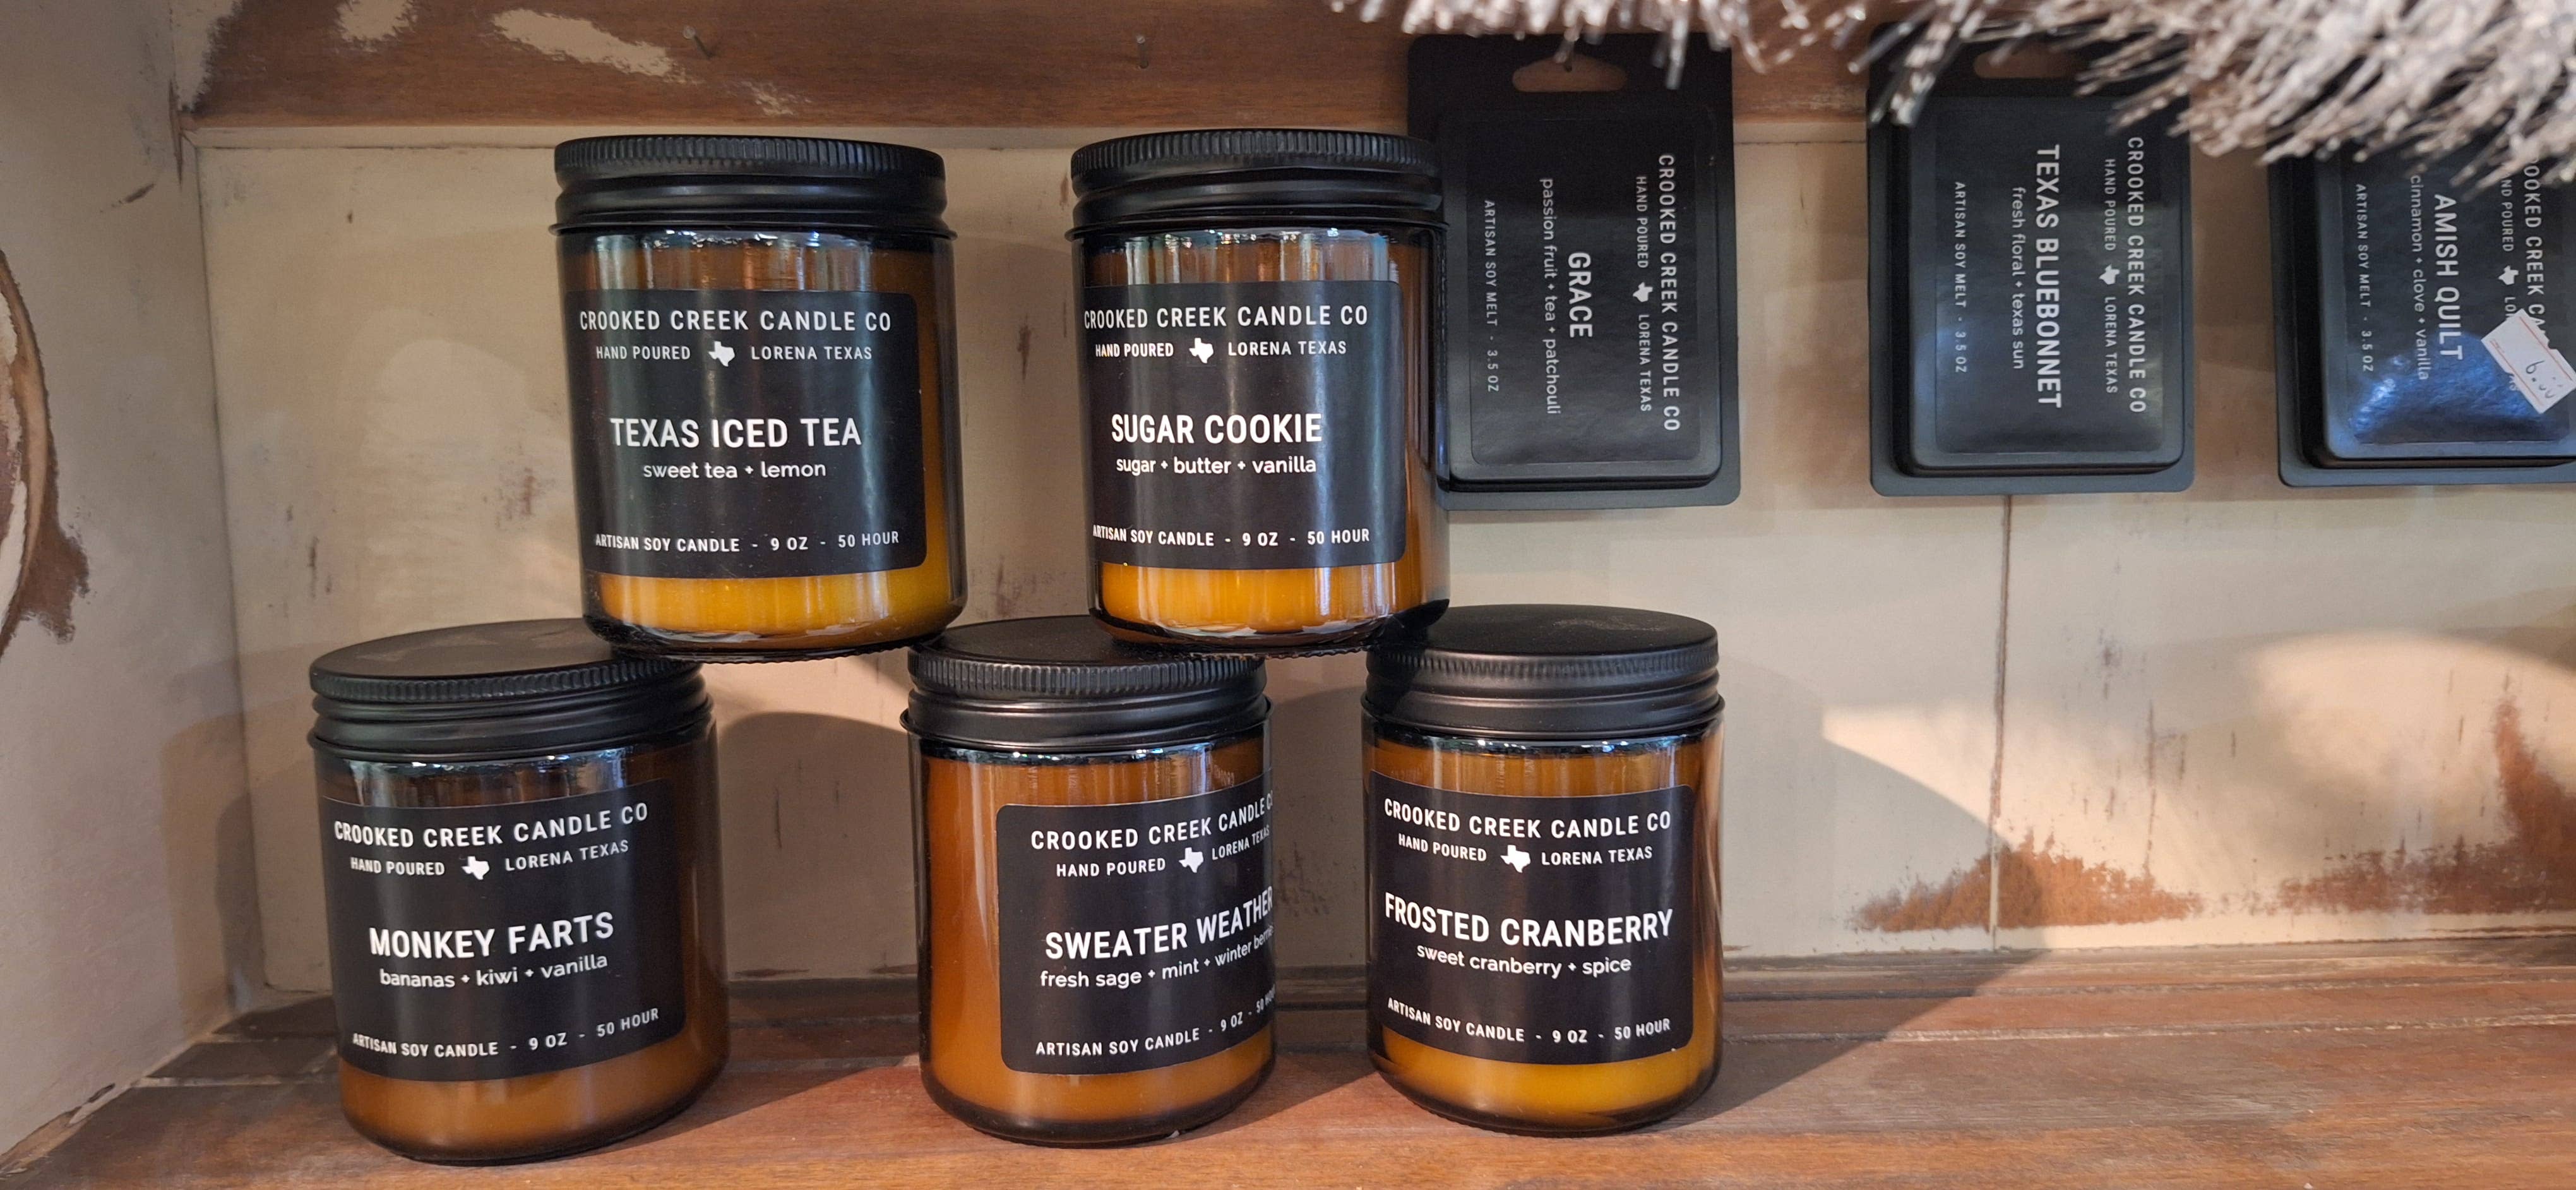 CROOKED CREEK CANDLE CO
HAND POURED LORENA TEXAS
TEXAS ICED TEA
sweet tea + lemon
ARTISAN SOY CANDLE - 9 OZ - 50 HOUR
CROOKED CREEK CANDLE CO
HAND POURED LORENA TEXAS
SUGAR COOKIE
sugar + butter + vanilla
ARTISAN SOY CANDLE - 9 OZ - 50 HOUR
CROOKED CREEK CANDLE CO
HAND POURED LORENA TEXAS
GRACE
passion fruit + tea + patchouli
ARTISAN SOY MELT - 3.5 OZ
CROOKED CREEK CANDLE CO
HAND POURED LORENA TEXAS
TEXAS BLUEBONNET
fresh floral + texas sun
ARTISAN SOY MELT - 3.5 OZ
CREEK
POURED
AMISH QUILT
cinnamon + clove + vanilla
ARTISAN SOY MELT - 3.5 OZ
CROOKED CREEK CANDLE CO
HAND POURED LORENA TEXAS
MONKEY FARTS
bananas + kiwi + vanilla
ARTISAN SOY CANDLE - 9 OZ - 50 HOUR
CROOKED CREEK CANDLE CO
HAND POURED LORENA TEXAS
SWEATER WEATHER
fresh sage + mint + winter
ARTISAN SOY CANDLE - 9 OZ - 50
CROOKED CREEK CANDLE CO
HAND POURED LORENA TEXAS
FROSTED CRANBERRY
sweet cranberry + spice
ARTISAN SOY CANDLE - 9 OZ - 50 HOUR